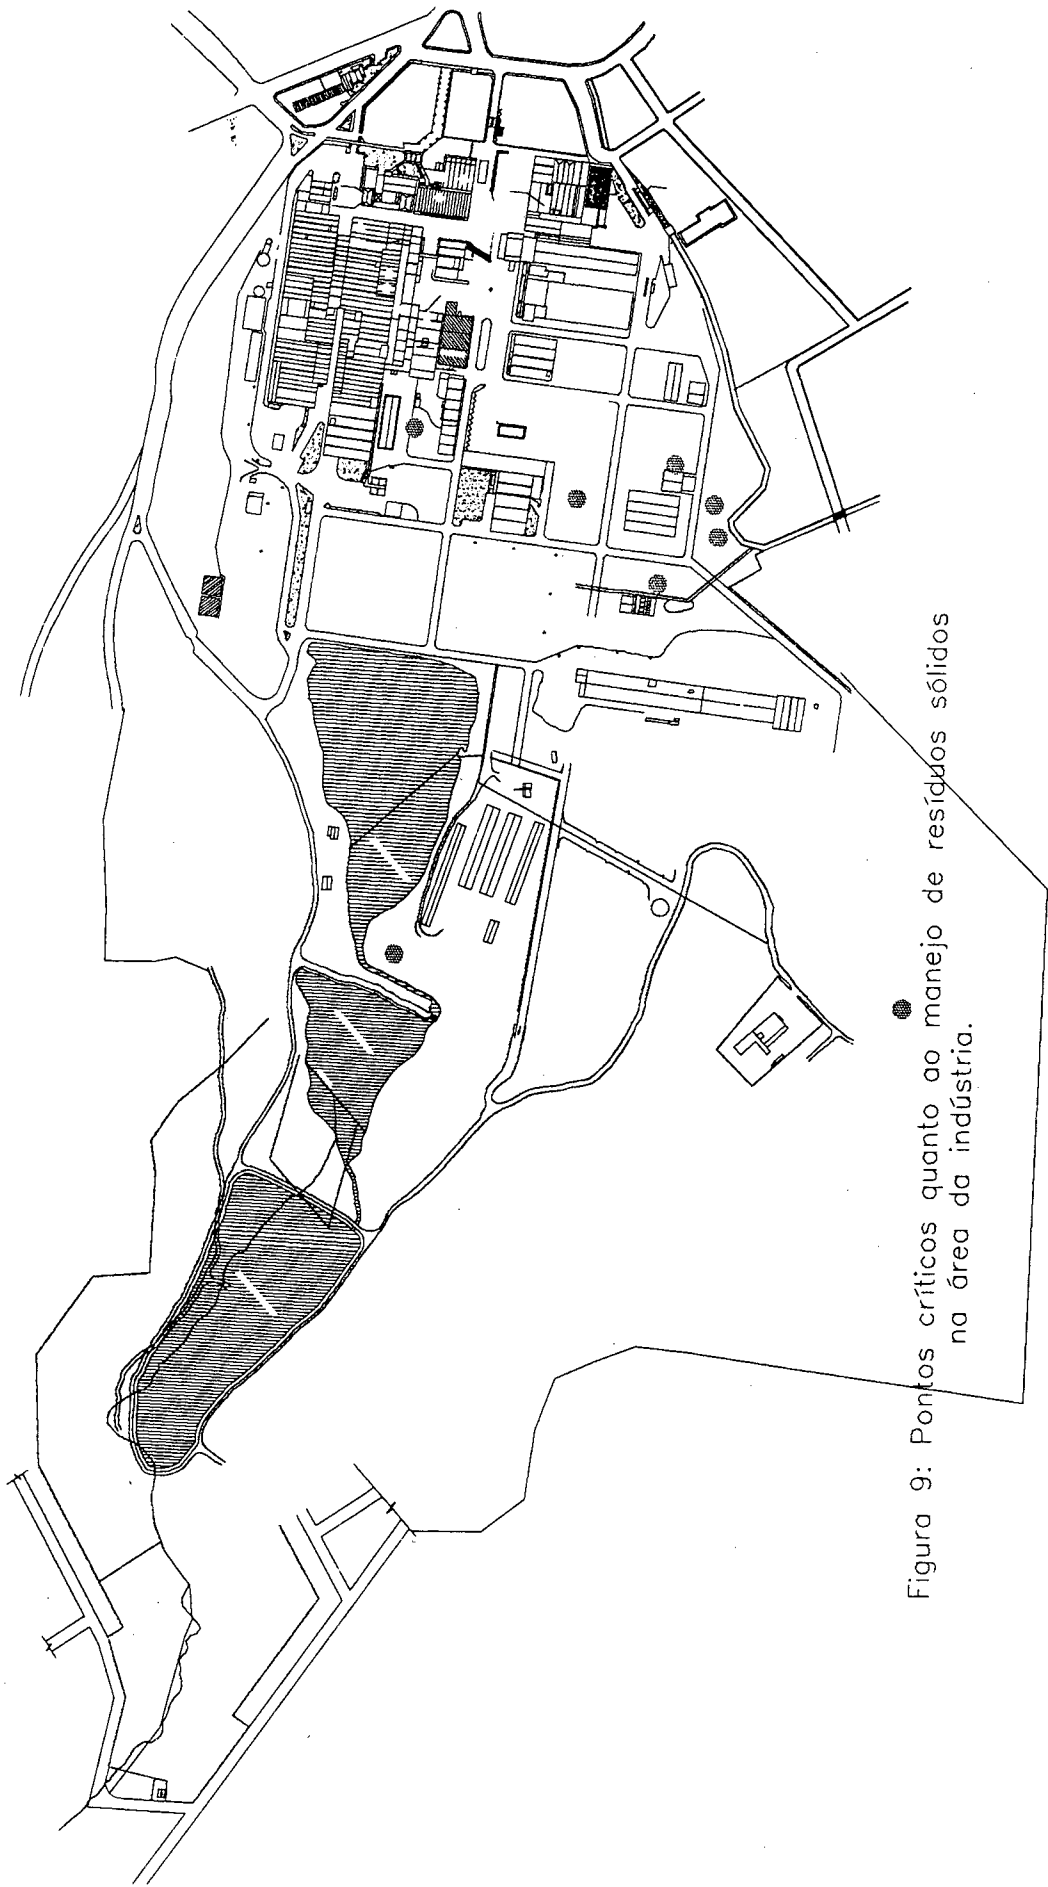 Figura 9: Pontos críticos quanto ao manejo de resíduos sólidos
na área da indústria.